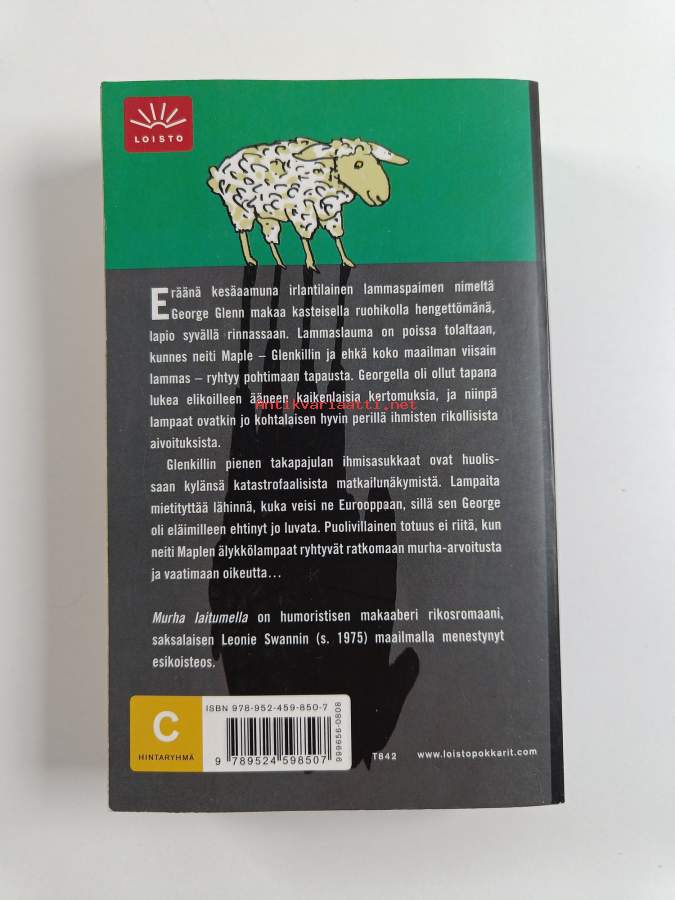 LOISTO
Eräänä kesäaamuna irlantilainen lammaspaimen nimeltä
George Glenn makaa kasteisella ruohikolla hengettömänä,
lapio syvällä rinnassaan. Lammaslauma on poissa tolaltaan,
kunnes neiti Maple – Glenkillin ja ehkä koko maailman viisain
lammas – ryhtyy pohtimaan tapausta. Georgella oli ollut tapana
lukea elikoilleen ääneen kaikenlaisia kertomuksia, ja niinpä
Antikvariaatti.net
lampaat ovatkin jo kohtalaisen hyvin perillä ihmisten rikollisista
aivoituksista.
Glenkillin pienen takapajulan ihmisasukkaat ovat huolis-
saan kylänsä katastrofaalisista matkailunäkymistä. Lampaita
mietityttää lähinnä, kuka veisi ne Eurooppaan, sillä sen George
oli eläimilleen ehtinyt jo luvata. Puolivillainen totuus ei riitä, kun
neiti Maplen älykkölampaat ryhtyvät ratkomaan murha-arvoitusta
ja vaatimaan oikeutta...
Murha laitumella on humoristisen makaaberi rikosromaani,
saksalaisen Leonie Swannin (s. 1975) maailmalla menestynyt
esikoisteos.
C
HINTARYHMÄ
ISBN 978-952-459-850-7
9 789524 598507
999656-0808
T842
www.loistopokkarit.com